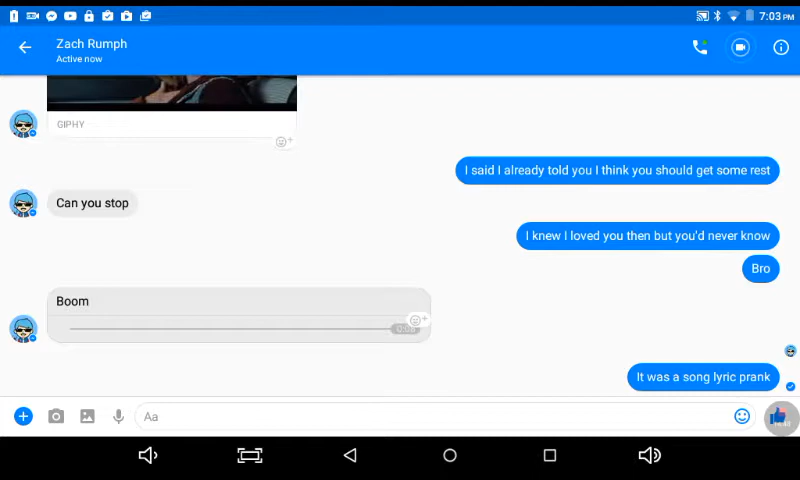 7:03 PM
Zach Rumph
Active now
GIPHY
I said I already told you I think you should get some rest
Can you stop
I knew I loved you then but you'd never know
Bro
Boom
It was a song lyric prank
Aa